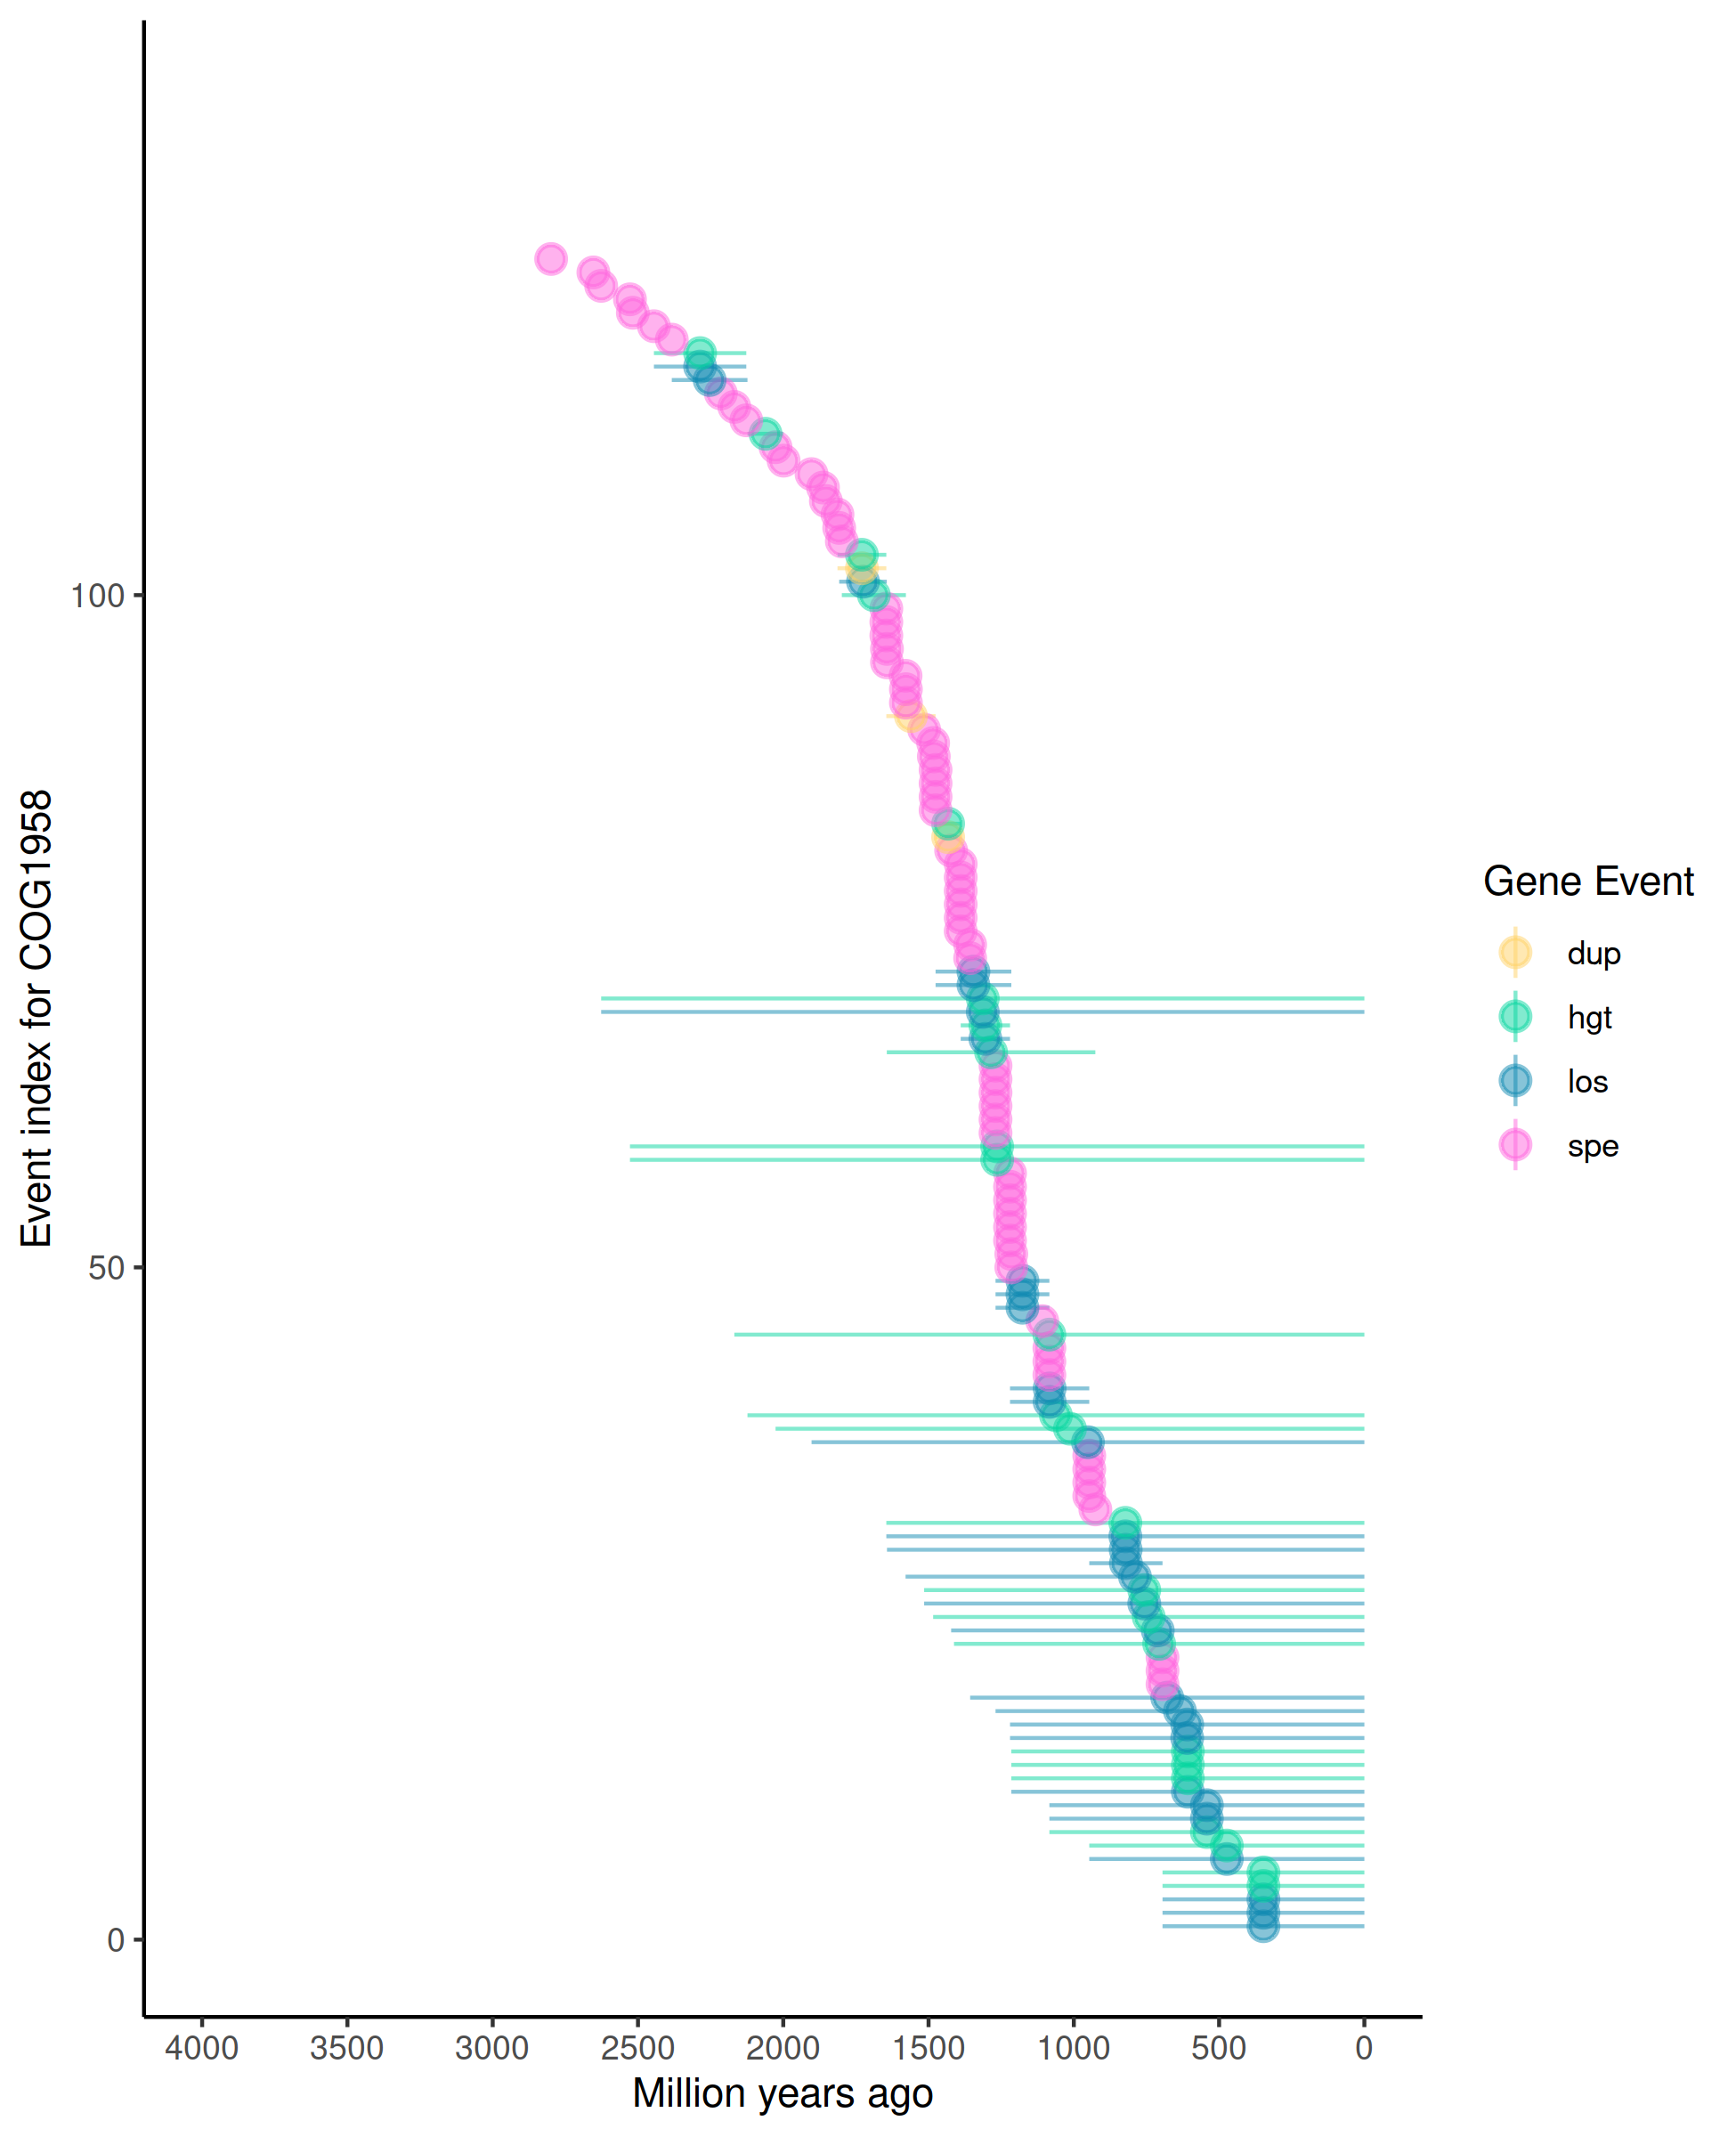 Event index for COG1958
100
50
0
4000 3500 3000 2500 2000 1500 1000 500 0
Million years ago
Gene Event
dup
hgt
los
spe